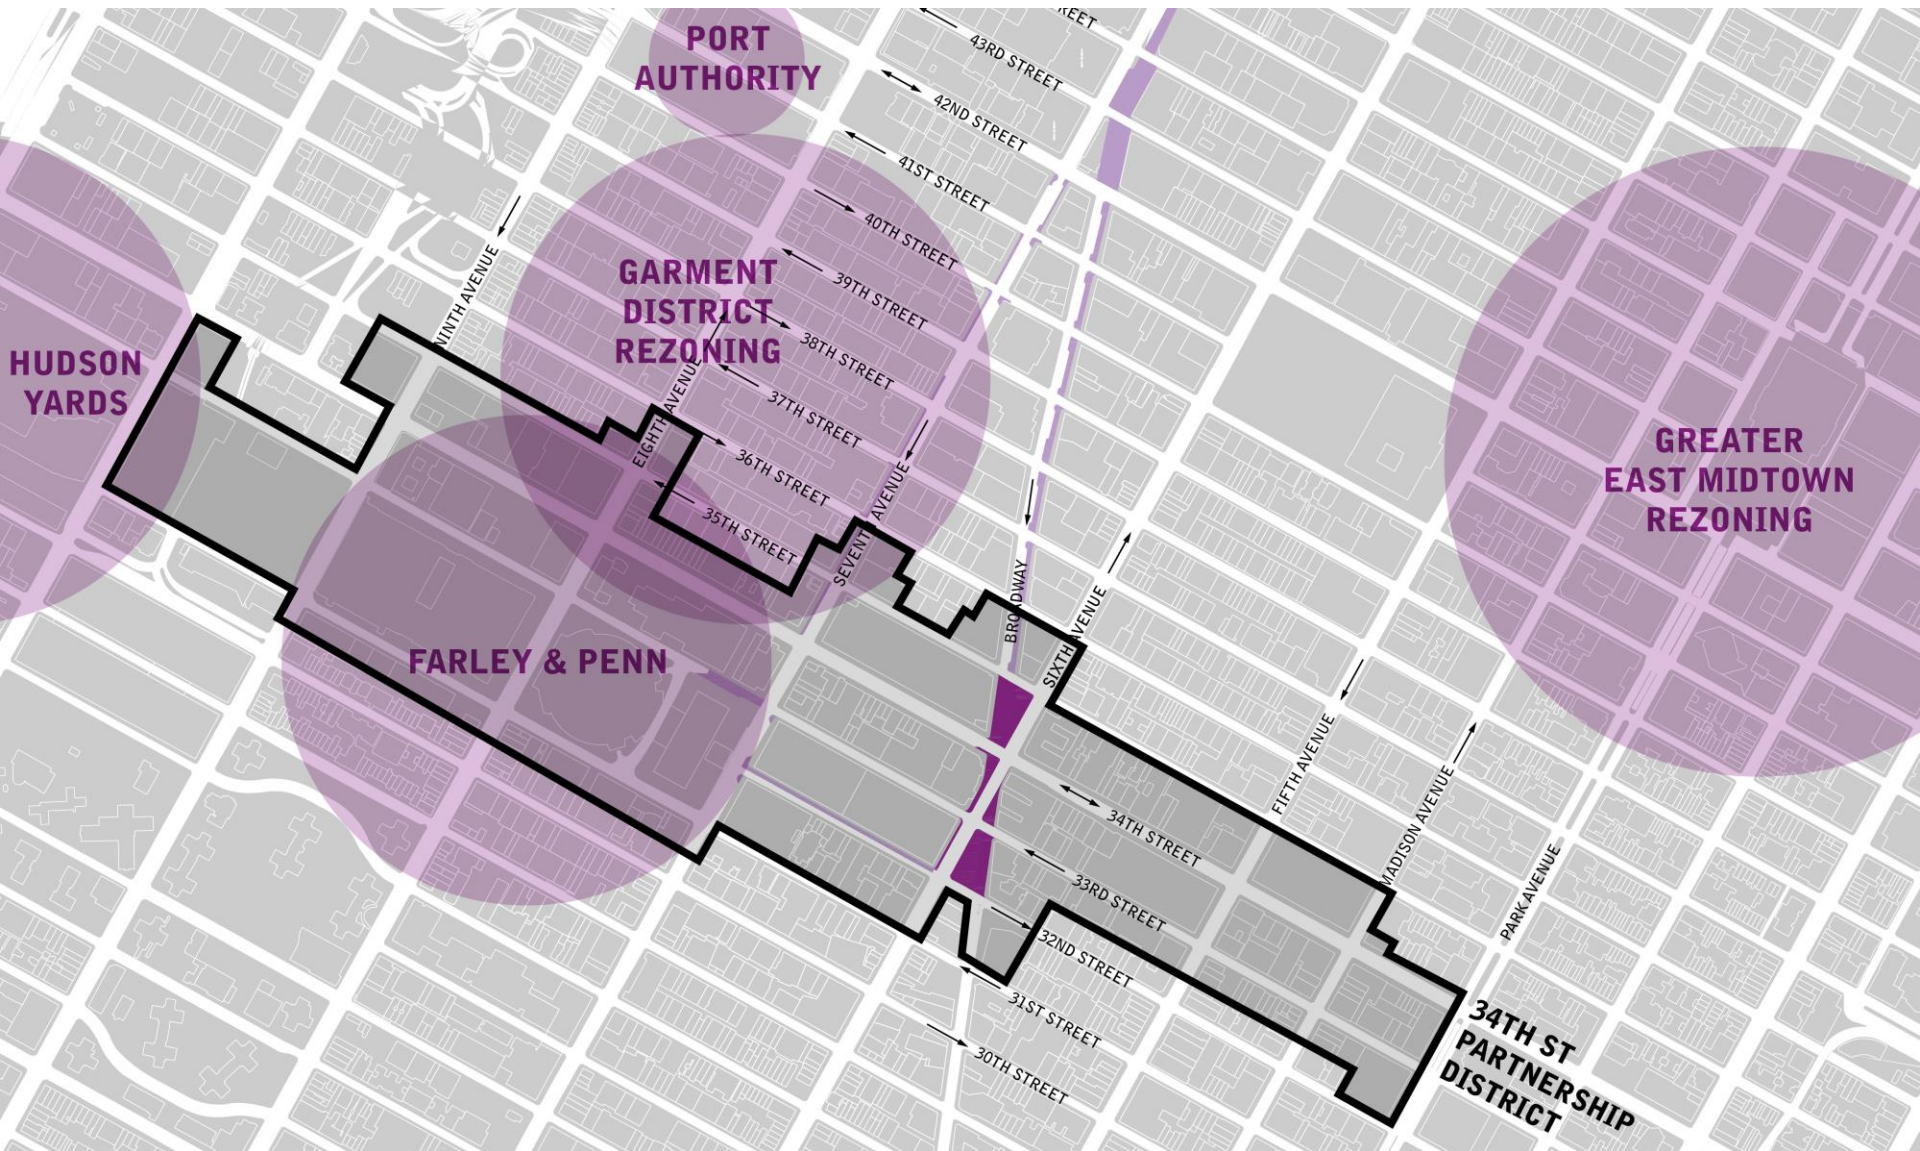 PORT
AUTHORITY
43RD STREET
42ND STREET
41ST STREET
40TH STREET
39TH STREET
38TH STREET
37TH STREET
36TH STREET
35TH STREET
NINTH AVENUE
GARMENT
DISTRICT
REZONING
EIGHTH AVENUE
SEVENTH AVENUE
HUDSON
YARDS
GREATER
EAST MIDTOWN
REZONING
FARLEY & PENN
BROADWAY
SIXTH AVENUE
FIFTH AVENUE
MADISON AVENUE
PARK AVENUE
34TH STREET
33RD STREET
32ND STREET
31ST STREET
30TH STREET
34TH ST
PARTNERSHIP
DISTRICT